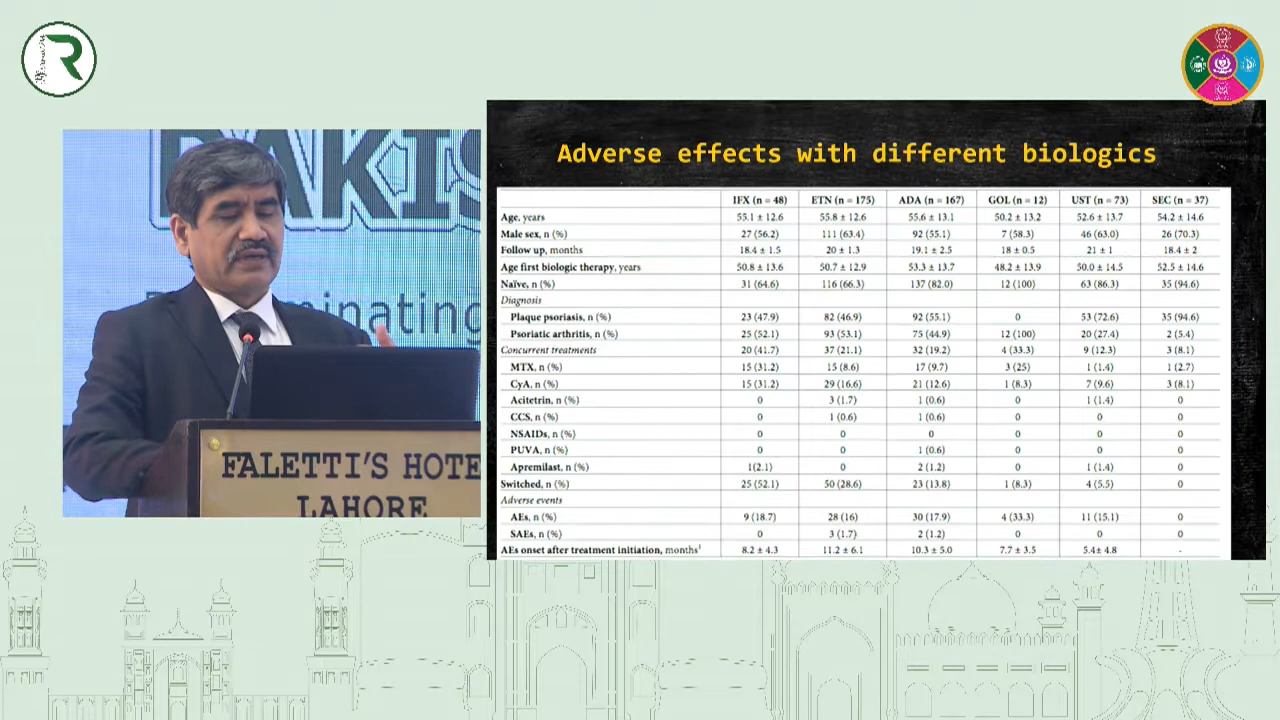 R
PAKIS
minating
FALETTI'S HOTE
LAHORE
Adverse effects with different biologics
IFX (n = 48) ETN (n = 175) ADA (n = 167) GOL (n = 12) UST (n = 73) SEC (n = 37)
Age, years 55.1 ± 12.6 55.8 ± 12.6 55.6 ± 13.1 50.2 ± 13.2 52.6 ± 13.7 54.2 ± 14.6
Male sex, n (%) 27 (56.2) 111 (63.4) 92 (55.1) 7 (58.3) 46 (63.0) 26 (70.3)
Follow up, months 18.4 ± 1.5 20 ± 1.3 19.1 ± 2.5 18 ± 0.5 21 ± 1 18.4 ± 2
Age first biologic therapy, years 50.8 ± 13.6 50.7 ± 12.9 53.3 ± 13.7 48.2 ± 13.9 50.0 ± 14.5 52.5 ± 14.6
Naïve, n (%) 31 (64.6) 116 (66.3) 137 (82.0) 12 (100) 63 (86.3) 35 (94.6)
Diagnosis
Plaque psoriasis, n (%) 23 (47.9) 82 (46.9) 92 (55.1) 0 53 (72.6) 35 (94.6)
Psoriatic arthritis, n (%) 25 (52.1) 93 (53.1) 75 (44.9) 12 (100) 20 (27.4) 2 (5.4)
Concurrent treatments 20 (41.7) 37 (21.1) 32 (19.2) 4 (33.3) 9 (12.3) 3 (8.1)
MTX, n (%) 15 (31.2) 15 (8.6) 17 (9.7) 3 (25) 1 (1.4) 1 (2.7)
CyA, n (%) 15 (31.2) 29 (16.6) 21 (12.6) 1 (8.3) 7 (9.6) 3 (8.1)
Acitetrin, n (%) 0 3 (1.7) 1 (0.6) 0 1 (1.4) 0
CCS, n (%) 0 1 (0.6) 1 (0.6) 0 0 0
NSAIDs, n (%) 0 0 0 0 0 0
PUVA, n (%) 0 0 1 (0.6) 0 0 0
Apremilast, n (%) 1(2.1) 0 2 (1.2) 0 1 (1.4) 0
Switched, n (%) 25 (52.1) 50 (28.6) 23 (13.8) 1 (8.3) 4 (5.5) 0
Adverse events
AEs, n (%) 9 (18.7) 28 (16) 30 (17.9) 4 (33.3) 11 (15.1) 0
SAEs, n (%) 0 3 (1.7) 2 (1.2) 0 0 0
AEs onset after treatment initiation, months¹ 8.2 ± 4.3 11.2 ± 6.1 10.3 ± 5.0 7.7 ± 3.5 5.4± 4.8